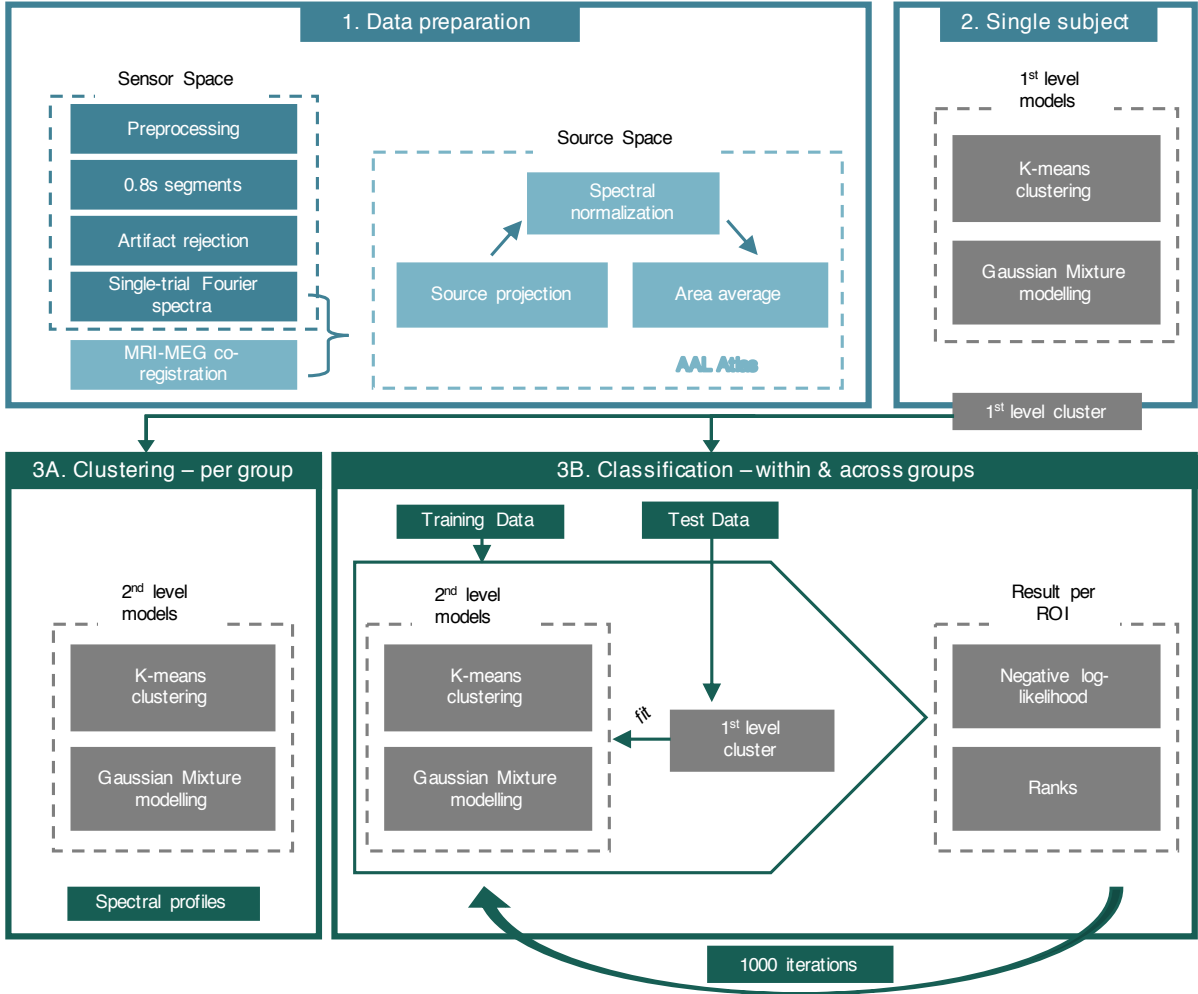 1. Data preparation
Sensor Space
Preprocessing
0.8s segments
Artifact rejection
Single-trial Fourier
spectra
MRI-MEG co-
registration
Source Space
Spectral
normalization
Source projection
Area average
AAL Atlas
2. Single subject
1st level
models
K-means
clustering
Gaussian Mixture
modelling
1st level cluster
3A. Clustering – per group
2nd level
models
K-means
clustering
Gaussian Mixture
modelling
Spectral profiles
3B. Classification – within & across groups
Training Data
Test Data
2nd level
models
K-means
clustering
Gaussian Mixture
modelling
fit
1st level
cluster
Result per
ROI
Negative log-
likelihood
Ranks
1000 iterations